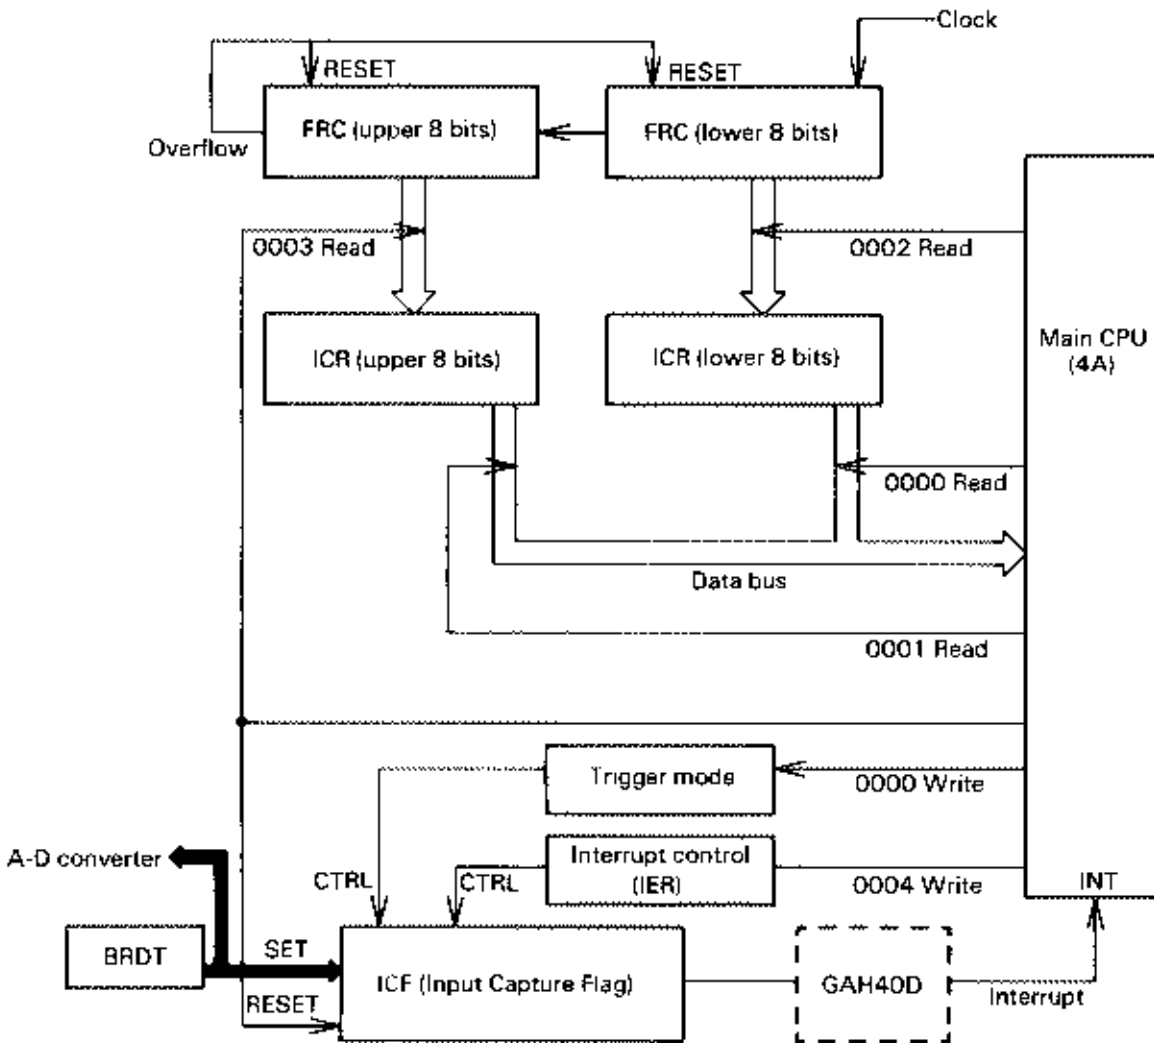 Clock
RESET
RESET
FRC (upper 8 bits)
FRC (lower 8 bits)
Overflow
0003 Read
0002 Read
Main CPU
(4A)
ICR (upper 8 bits)
ICR (lower 8 bits)
0000 Read
Data bus
0001 Read
Trigger mode
0000 Write
A-D converter
Interrupt control
(IER)
CTRL
CTRL
0004 Write
INT
BRDT
SET
ICF (Input Capture Flag)
GAH40D
RESET
Interrupt